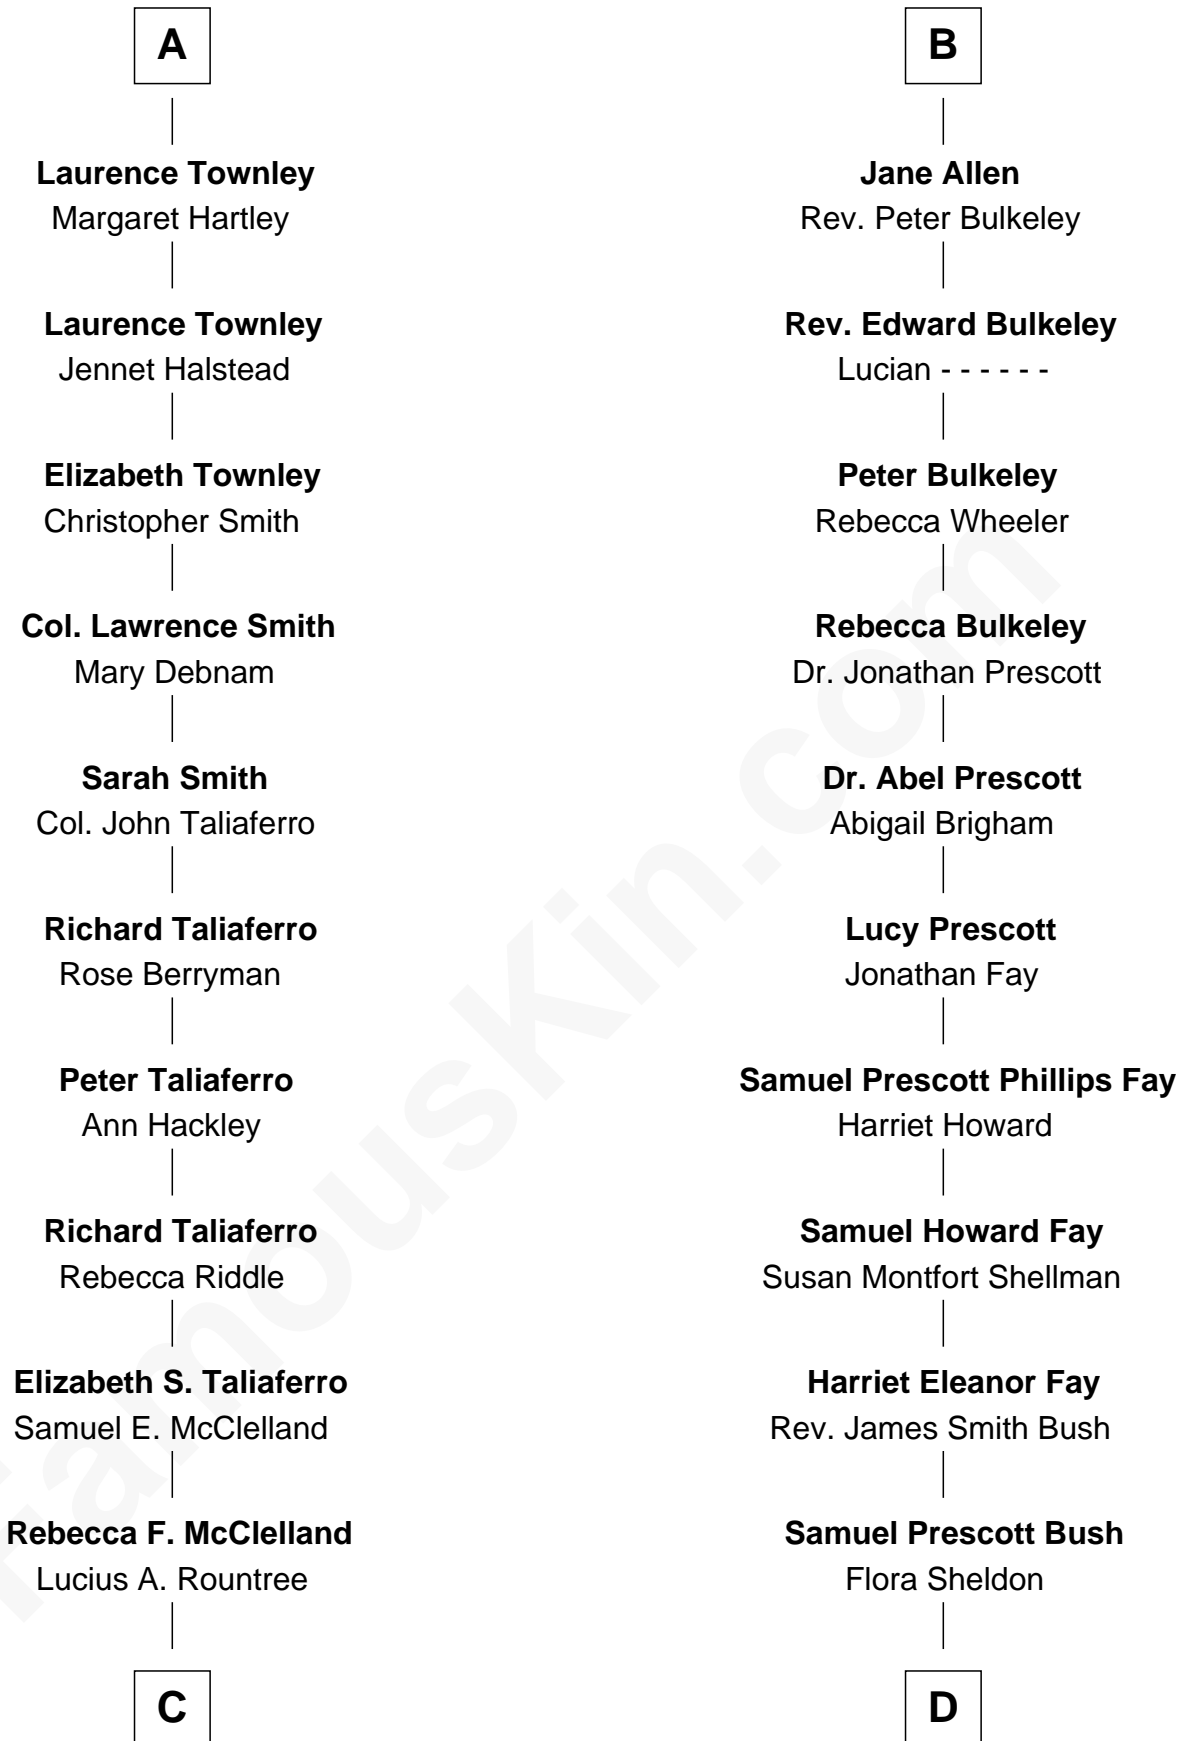 A
Laurence Townley
Margaret Hartley
Laurence Townley
Jennet Halstead
Elizabeth Townley
Christopher Smith
Col. Lawrence Smith
Mary Debnam
Sarah Smith
Col. John Taliaferro
Richard Taliaferro
Rose Berryman
Peter Taliaferro
Ann Hackley
Richard Taliaferro
Rebecca Riddle
Elizabeth S. Taliaferro
Samuel E. McClelland
Rebecca F. McClelland
Lucius A. Rountree
C
B
Jane Allen
Rev. Peter Bulkeley
Rev. Edward Bulkeley
Lucian - - - - - -
Peter Bulkeley
Rebecca Wheeler
Rebecca Bulkeley
Dr. Jonathan Prescott
Dr. Abel Prescott
Abigail Brigham
Lucy Prescott
Jonathan Fay
Samuel Prescott Phillips Fay
Harriet Howard
Samuel Howard Fay
Susan Montfort Shellman
Harriet Eleanor Fay
Rev. James Smith Bush
Samuel Prescott Bush
Flora Sheldon
D
famouskin.com